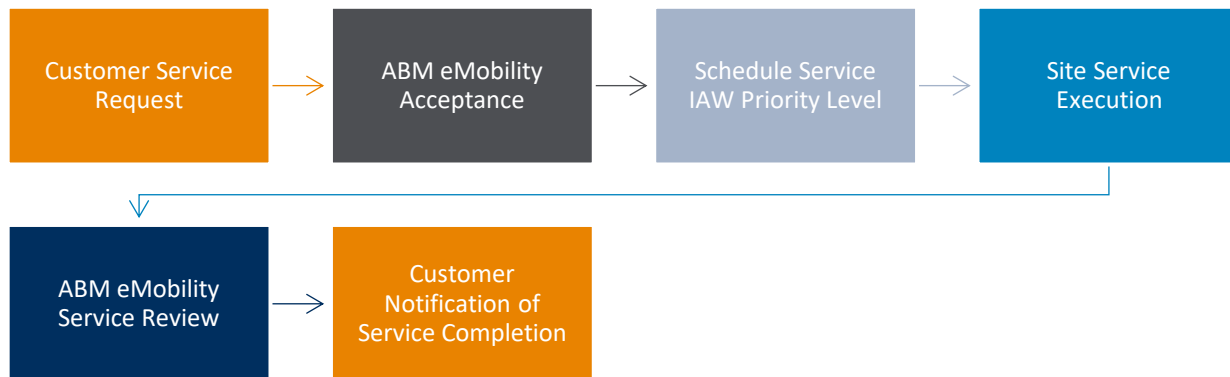 Customer Service
Request
ABM eMobility
Acceptance
Schedule Service
IAW Priority Level
Site Service
Execution
ABM eMobility
Service Review
Customer
Notification of
Service Completion